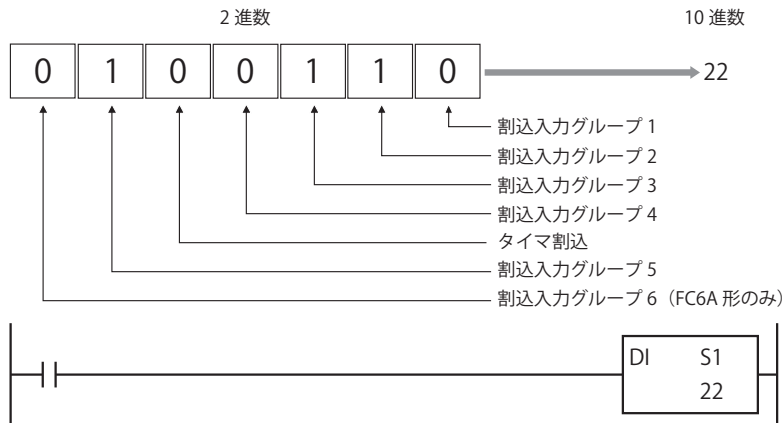 2 進数 10 進数
0 1 0 0 1 1 0 22
割込入力グループ 1
割込入力グループ 2
割込入力グループ 3
割込入力グループ 4
タイマ割込
割込入力グループ 5
割込入力グループ 6（FC6A 形のみ）
DI S1
22